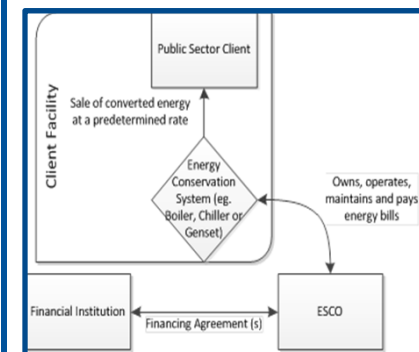 Public Sector Client
Sale of converted energy
at a predetermined rate
Client Facility
Energy
Conservation
System (eg.
Boiler, Chiller or
Genset)
Owns, operates,
maintains and pays
energy bills
Financial Institution
Financing Agreement (s)
ESCO